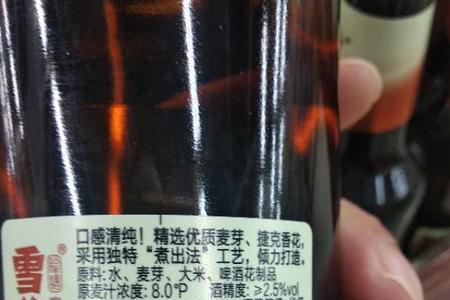 口感清纯！精选优质麦芽、捷克香花，
采用独特“煮出法”工艺，倾力打造。
原料：水、麦芽、大米、啤酒花制品
原麦汁浓度：8.0°P 酒精度：≥2.5%vol
雪
®